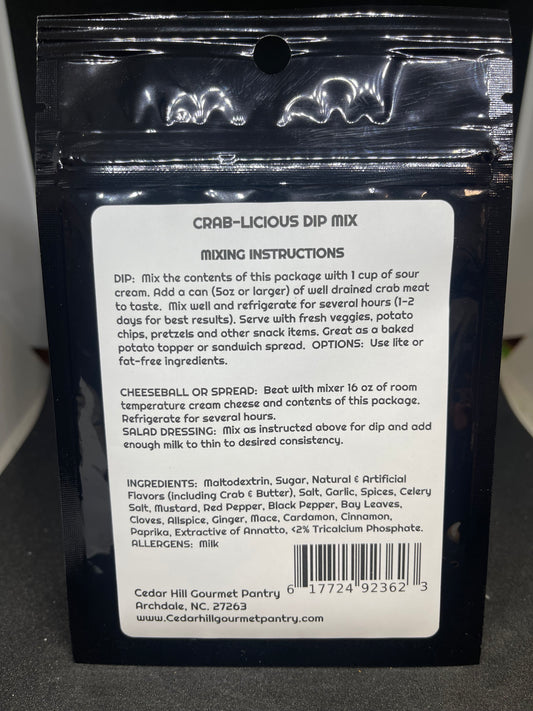 CRAB-LICIOUS DIP MIX
MIXING INSTRUCTIONS
DIP: Mix the contents of this package with 1 cup of sour
cream. Add a can (5oz or larger) of well drained crab meat
to taste. Mix well and refrigerate for several hours (1-2
days for best results). Serve with fresh veggies, potato
chips, pretzels and other snack items. Great as a baked
potato topper or sandwich spread. OPTIONS: Use lite or
fat-free ingredients.
CHEESEBALL OR SPREAD: Beat with mixer 16 oz of room
temperature cream cheese and contents of this package.
Refrigerate for several hours.
SALAD DRESSING: Mix as instructed above for dip and add
enough milk to thin to desired consistency.
INGREDIENTS: Maltodextrin, Sugar, Natural & Artificial
Flavors (including Crab & Butter), Salt, Garlic, Spices, Celery
Salt, Mustard, Red Pepper, Black Pepper, Bay Leaves,
Cloves, Allspice, Ginger, Mace, Cardamon, Cinnamon,
Paprika, Extractive of Annatto, <2% Tricalcium Phosphate.
ALLERGENS: Milk
Cedar Hill Gourmet Pantry
Archdale, NC. 27263
www.Cedarhillgourmetpantry.com
6 17724 92362 3